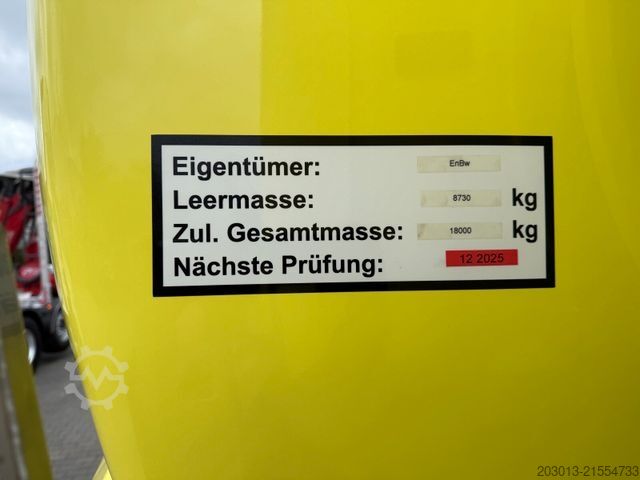 Eigentümer: EnBw
Leermasse: 8730 kg
Zul. Gesamtmasse: 18000 kg
Nächste Prüfung: 12 2025
203013-21554733